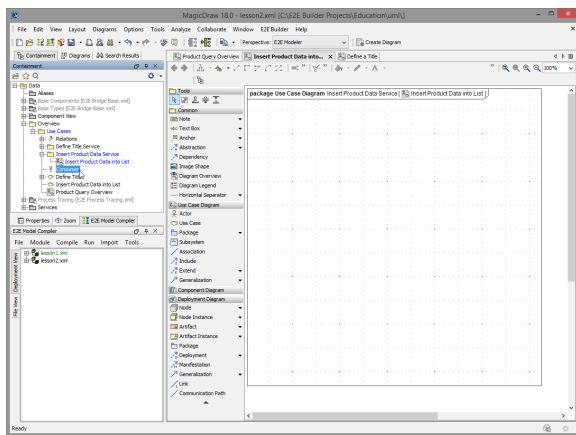 MagicDraw 18.0 - lesson2.xml [C:\E2E Builder Projects\Education\uml\]
File Edit View Layout Diagrams Options Tools Analyze Collaborate Window E2E Builder Help
Perspective: E2E Modeler
Create Diagram
Containment Diagrams Search Results
Containment
Data
Aliases
Base Components [E2E Bridge Base.xml]
Base Types [E2E Bridge Base.xml]
Component View
Overview
Use Cases
Relations
Define Title Service
Insert Product Data Service
Insert Product Data into List
Consumer
Define Title
Insert Product Data into List
Product Query Overview
Process Tracing [E2E Process Tracing.xml]
Services
Properties Zoom E2E Model Compiler
E2E Model Compiler
File Module Compile Run Import Tools
Deployment View
File View
lesson1.xml
lesson2.xml
Product Query Overview Insert Product Data into... Define a Title
100%
Tools
Common
Note
Text Box
Anchor
Abstraction
Dependency
Image Shape
Diagram Overview
Diagram Legend
Horizontal Separator
Use Case Diagram
Actor
Use Case
Package
Subsystem
Association
Include
Extend
Generalization
Component Diagram
Deployment Diagram
Node
Node Instance
Artifact
Artifact Instance
Package
Deployment
Manifestation
Generalization
Link
Communication Path
package Use Case Diagram Insert Product Data Service [ Insert Product Data into List ]
Ready